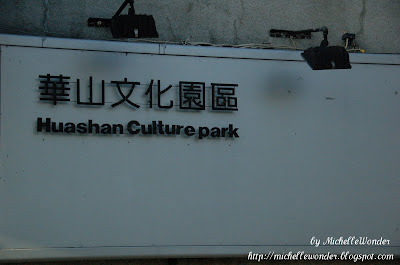 華山文化園區
Huashan Culture park
by MichelleWonder
http://michellewonder.blogspot.com